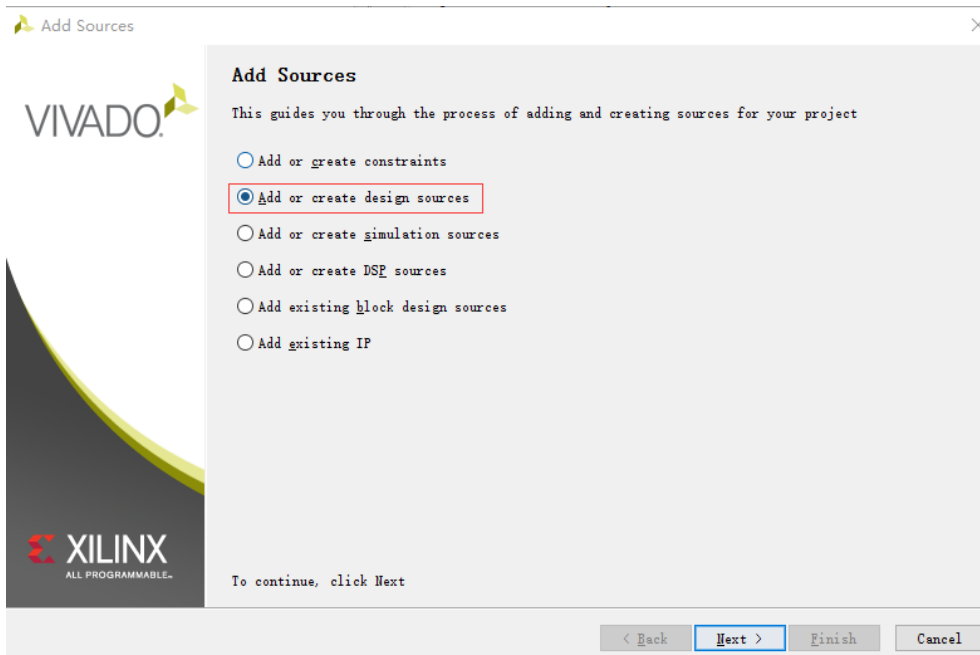 Add Sources
VIVADO.
Add Sources
This guides you through the process of adding and creating sources for your project
Add or create constraints
Add or create design sources
Add or create simulation sources
Add or create DSP sources
Add existing block design sources
Add existing IP
XILINX
ALL PROGRAMMABLE™
To continue, click Next
< Back
Next >
Finish
Cancel